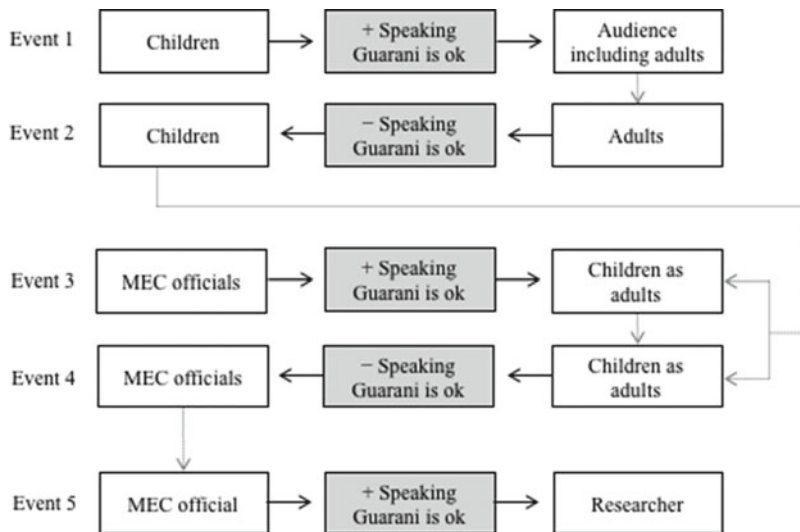 Event 1
Children
+ Speaking
Guarani is ok
Audience
including adults
Event 2
Children
− Speaking
Guarani is ok
Adults
Event 3
MEC officials
+ Speaking
Guarani is ok
Children as
adults
Event 4
MEC officials
− Speaking
Guarani is ok
Children as
adults
Event 5
MEC official
+ Speaking
Guarani is ok
Researcher